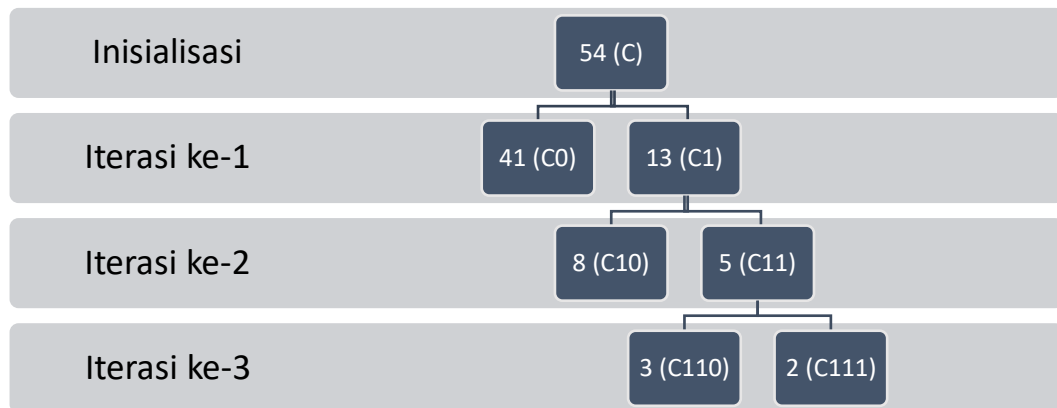 Inisialisasi
54 (C)
Iterasi ke-1
41 (C0)
13 (C1)
Iterasi ke-2
8 (C10)
5 (C11)
Iterasi ke-3
3 (C110)
2 (C111)